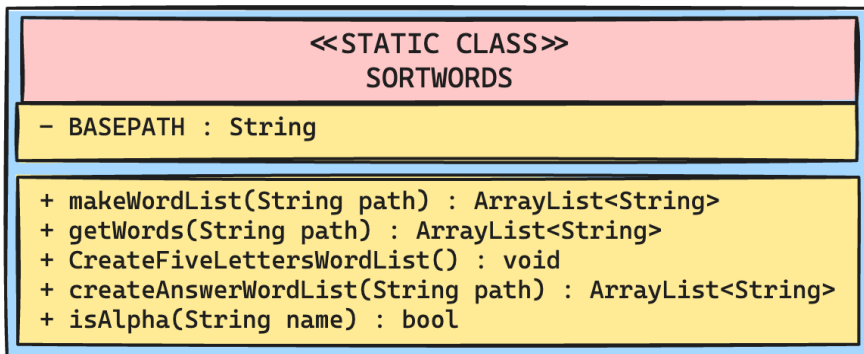 ≪STATIC CLASS≫
SORTWORDS
- BASEPATH : String
+ makeWordList(String path) : ArrayList<String>
+ getWords(String path) : ArrayList<String>
+ CreateFiveLettersWordList() : void
+ createAnswerWordList(String path) : ArrayList<String>
+ isAlpha(String name) : bool